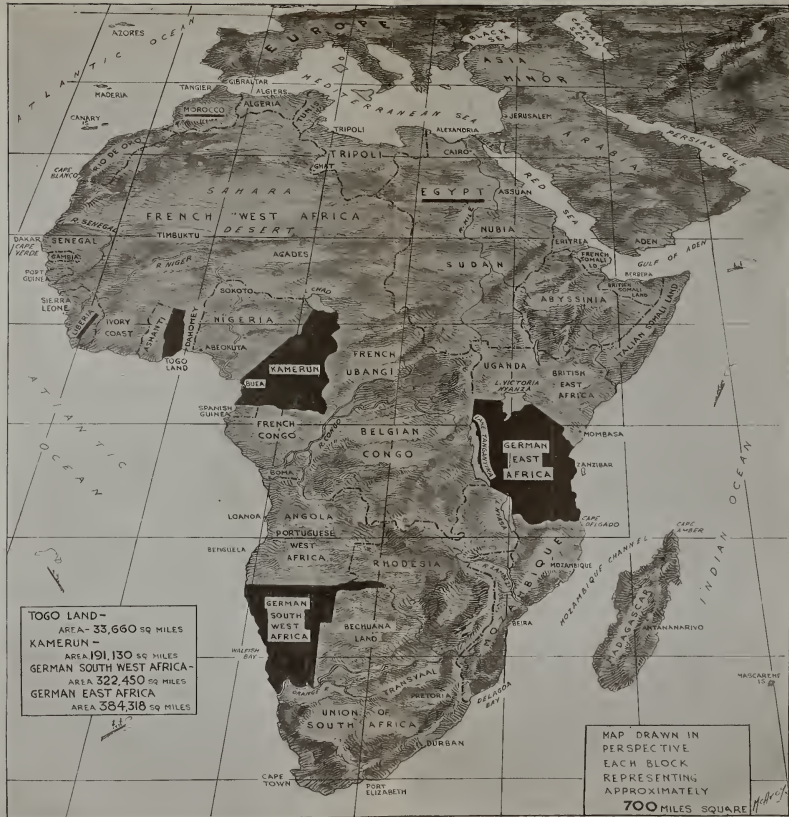 ATLANTIC OCEAN
AZORES
EUROPE
BLACK SEA
CASPIAN SEA
ASIA MINOR
MADERIA
TANGIER
GIBRALTAR
ALGIERS
MEDITERRANEAN SEA
CANARY IS
MOROCCO
ALGERIA
TUNIS
TRIPOLI
ALEXANDRIA
JERUSALEM
CAIRO
ARABIA
PERSIAN GULF
RIO DE ORO
TRIPOLI
GHAT
CAPE BLANCO
SAHARA
DESERT
EGYPT
ASSUAN
RED SEA
R. SENEGAL
FRENCH WEST AFRICA
R. NILE
NUBIA
DAKAR
CAPE VERDE
SENEGAL
TIMBUKTU
ERITREA
ADEN
GAMBIA
AGADES
SUDAN
FRENCH SOMALI LD
GULF OF ADEN
PORT GUINEA
R. NIGER
BERBERA
SOKOTO
CHAD
BRITISH SOMALI LAND
SIERRA LEONE
ABYSSINIA
ITALIAN SOMALI LAND
LIBERIA
IVORY COAST
ASHANTI
DAHOMEY
NIGERIA
ABEOKUTA
TOGO LAND
KAMERUN
FRENCH UBANGI
UGANDA
BUEA
L. VICTORIA NYANZA
BRITISH EAST AFRICA
SPANISH GUINEA
FRENCH CONGO
R. CONGO
BELGIAN CONGO
MOMBASA
LAKE TANGANYIKA
GERMAN EAST AFRICA
ZANZIBAR
ATLANTIC OCEAN
BOMA
LOANDA
ANGOLA
PORTUGUESE WEST AFRICA
L. NYASSA
CAPE DELGADO
CAPE AMBER
BENGUELA
RHODESIA
MOZAMBIQUE
MOZAMBIQUE
MOZAMBIQUE CHANNEL
INDIAN OCEAN
MADAGASCAR
ANTANANARIVO
GERMAN SOUTH WEST AFRICA
BECHUANA LAND
BEIRA
WALFISH BAY
MASCARENE IS
TRANSVAAL
PRETORIA
DELAGOA BAY
ORANGE R
UNION OF SOUTH AFRICA
DURBAN
CAPE TOWN
PORT ELIZABETH
TOGO LAND-
AREA-33,660 SQ MILES
KAMERUN-
AREA 191,130 SQ MILES
GERMAN SOUTH WEST AFRICA-
AREA 322,450 SQ MILES
GERMAN EAST AFRICA
AREA 384,318 SQ MILES
MAP DRAWN IN
PERSPECTIVE
EACH BLOCK
REPRESENTING
APPROXIMATELY
700 MILES SQUARE